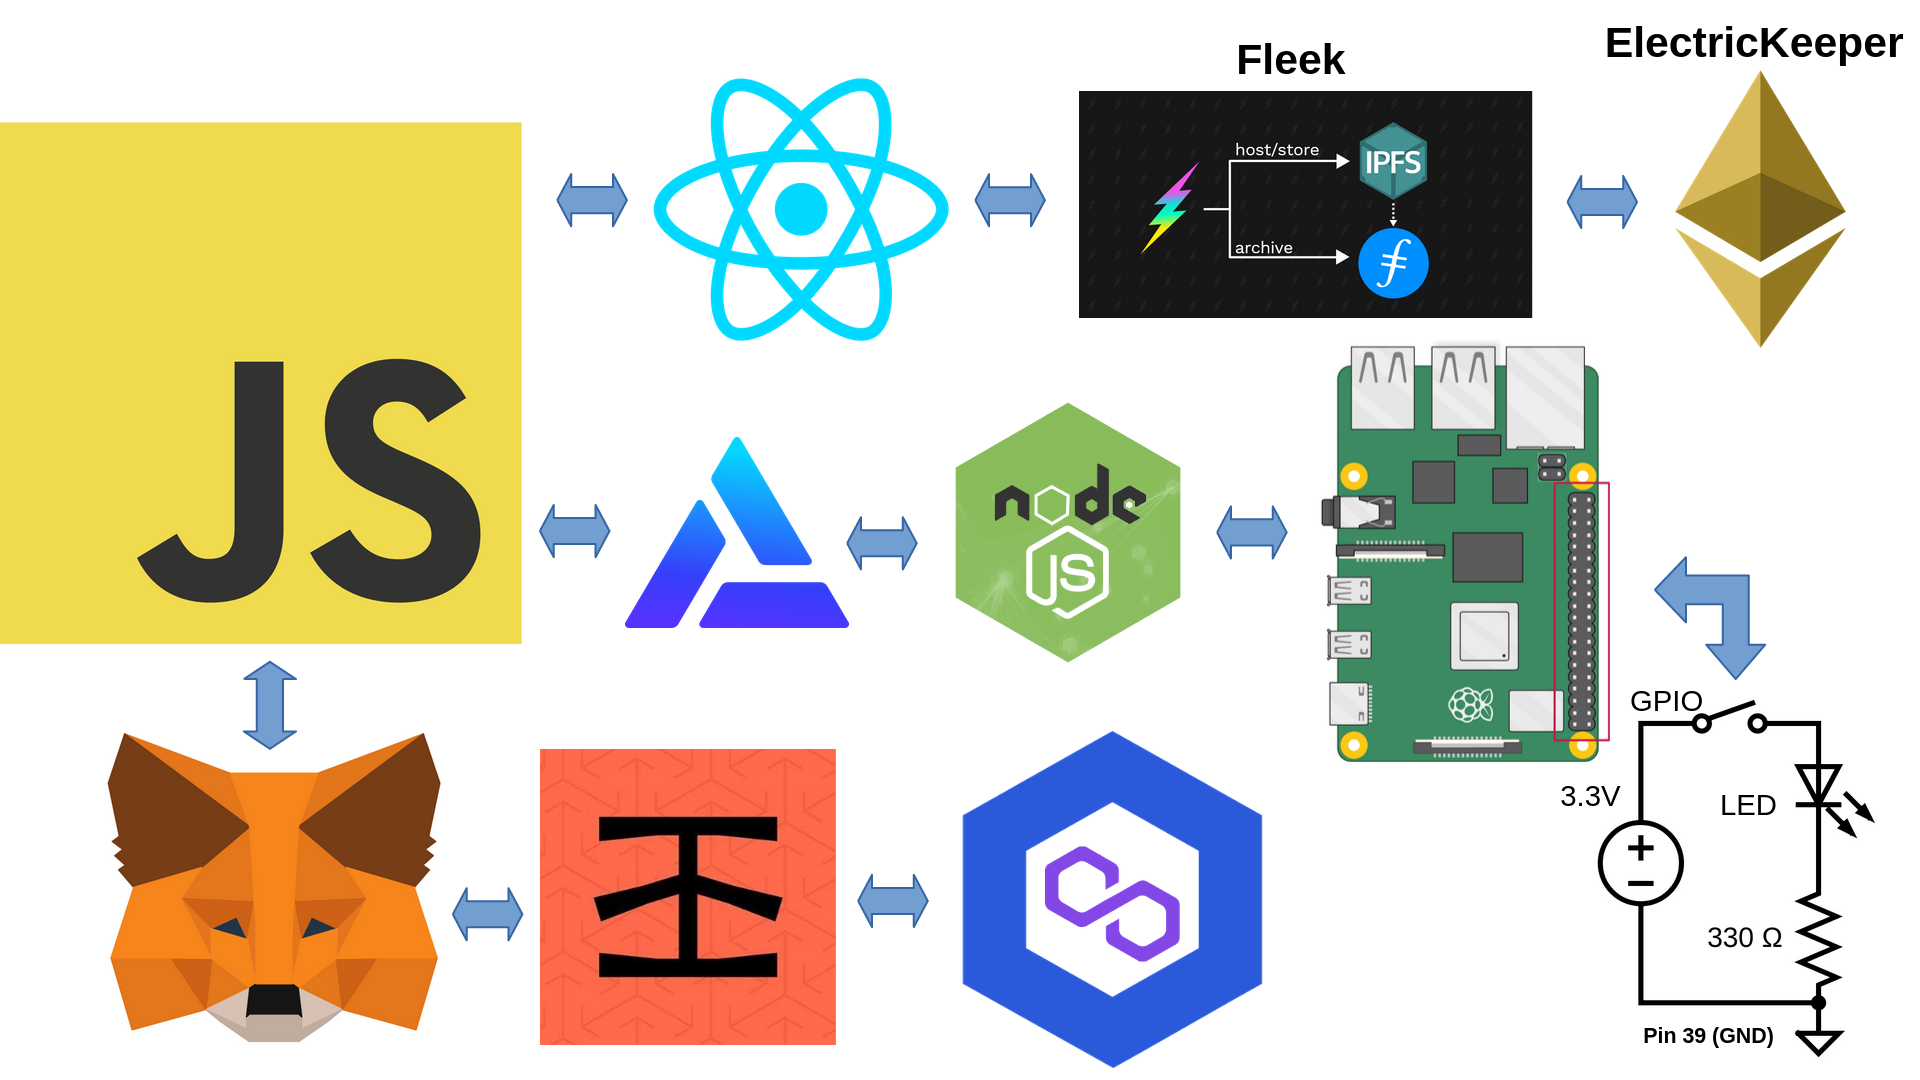 ElectricKeeper
Fleek
host/store
IPFS
archive
JS
node
JS
GPIO
3.3V
LED
330 Ω
Pin 39 (GND)